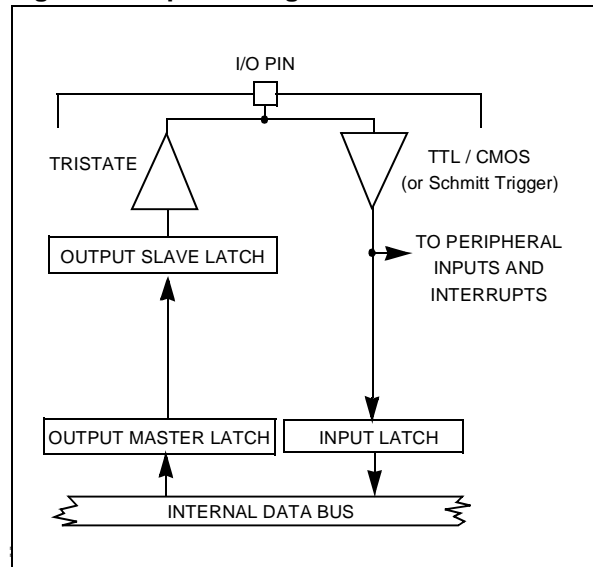 I/O PIN
TRISTATE
TTL / CMOS
(or Schmitt Trigger)
OUTPUT SLAVE LATCH
TO PERIPHERAL
INPUTS AND
INTERRUPTS
OUTPUT MASTER LATCH
INPUT LATCH
INTERNAL DATA BUS